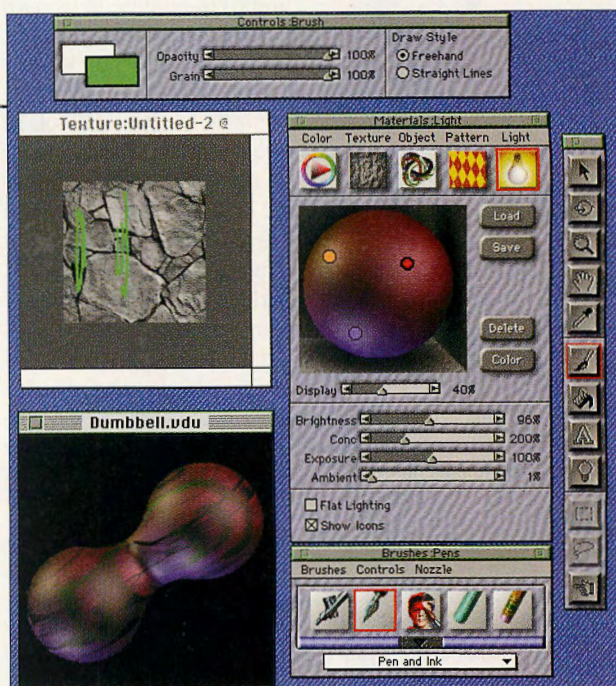 Controls:Brush
Opacity 100%
Grain 100%
Draw Style
Freehand
Straight Lines
Texture:Untitled-2 @
Materials:Light
Color Texture Object Pattern Light
Load
Save
Delete
Color
Display 40%
Brightness 96%
Conc 200%
Exposure 100%
Ambient 1%
Flat Lighting
Show Icons
Dumbbell.vdu
Brushes:Pens
Brushes Controls Nozzle
Pen and Ink
A